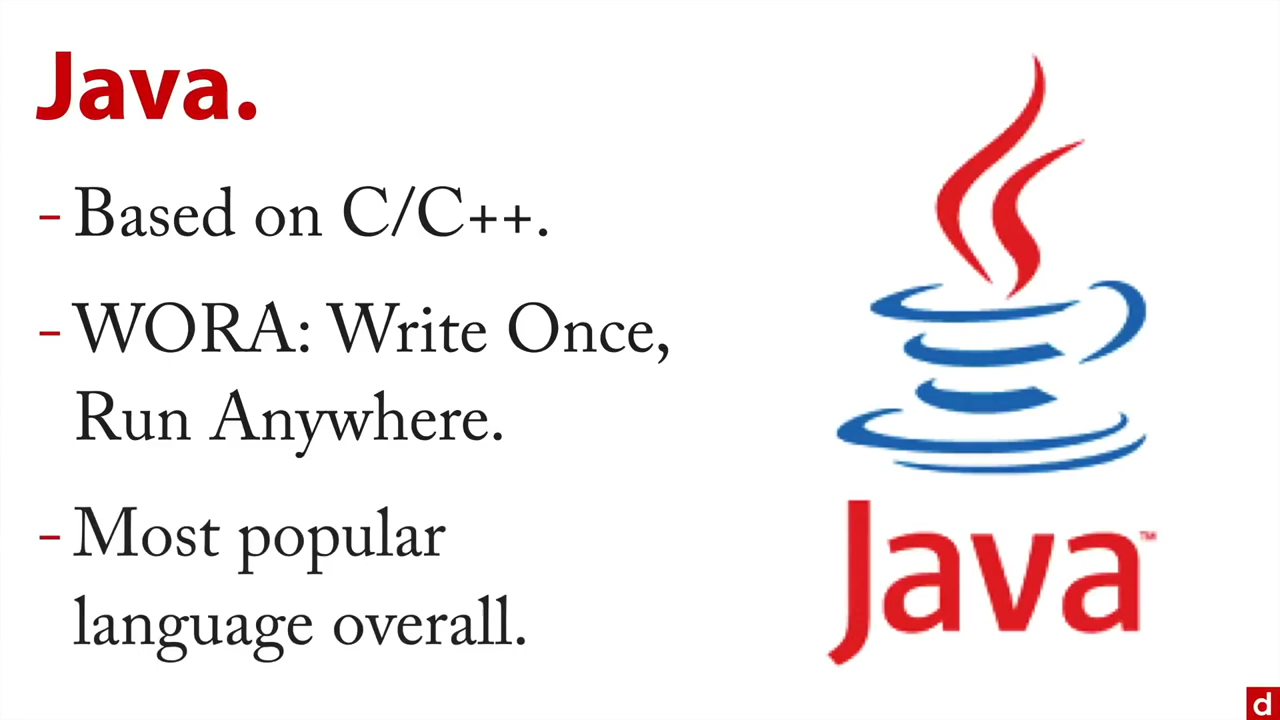 Java.
- Based on C/C++.
- WORA: Write Once,
Run Anywhere.
- Most popular
language overall.
Java™
d